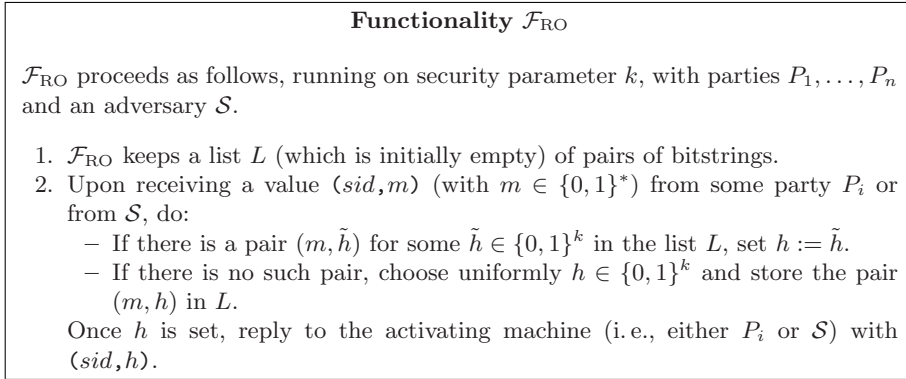 Functionality F_RO
F_RO proceeds as follows, running on security parameter k, with parties P_1, . . . , P_n
and an adversary S.
1. F_RO keeps a list L (which is initially empty) of pairs of bitstrings.
2. Upon receiving a value (sid,m) (with m ∈ {0, 1}*) from some party P_i or
from S, do:
– If there is a pair (m, h̃) for some h̃ ∈ {0, 1}^k in the list L, set h := h̃.
– If there is no such pair, choose uniformly h ∈ {0, 1}^k and store the pair
(m, h) in L.
Once h is set, reply to the activating machine (i. e., either P_i or S) with
(sid,h).